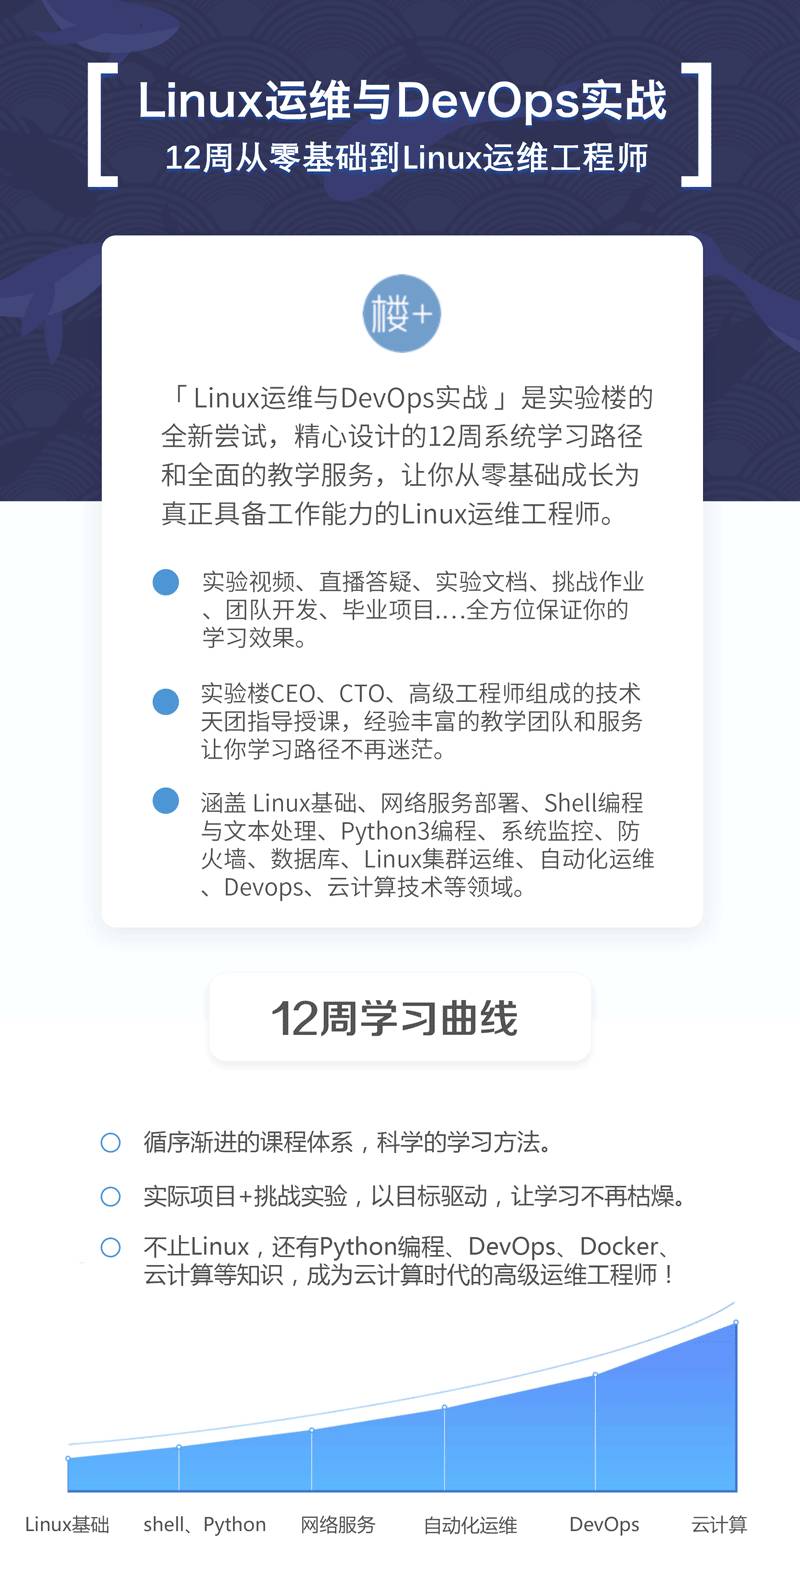 Linux运维与DevOps实战
12周从零基础到Linux运维工程师
楼+
「 Linux运维与DevOps实战 」是实验楼的
全新尝试，精心设计的12周系统学习路径
和全面的教学服务，让你从零基础成长为
真正具备工作能力的Linux运维工程师。
实验视频、直播答疑、实验文档、挑战作业
、团队开发、毕业项目....全方位保证你的
学习效果。
实验楼CEO、CTO、高级工程师组成的技术
天团指导授课，经验丰富的教学团队和服务
让你学习路径不再迷茫。
涵盖 Linux基础、网络服务部署、Shell编程
与文本处理、Python3编程、系统监控、防
火墙、数据库、Linux集群运维、自动化运维
、Devops、云计算技术等领域。
12周学习曲线
循序渐进的课程体系，科学的学习方法。
实际项目+挑战实验，以目标驱动，让学习不再枯燥。
不止Linux，还有Python编程、DevOps、Docker、
云计算等知识，成为云计算时代的高级运维工程师！
Linux基础 shell、Python 网络服务 自动化运维 DevOps 云计算